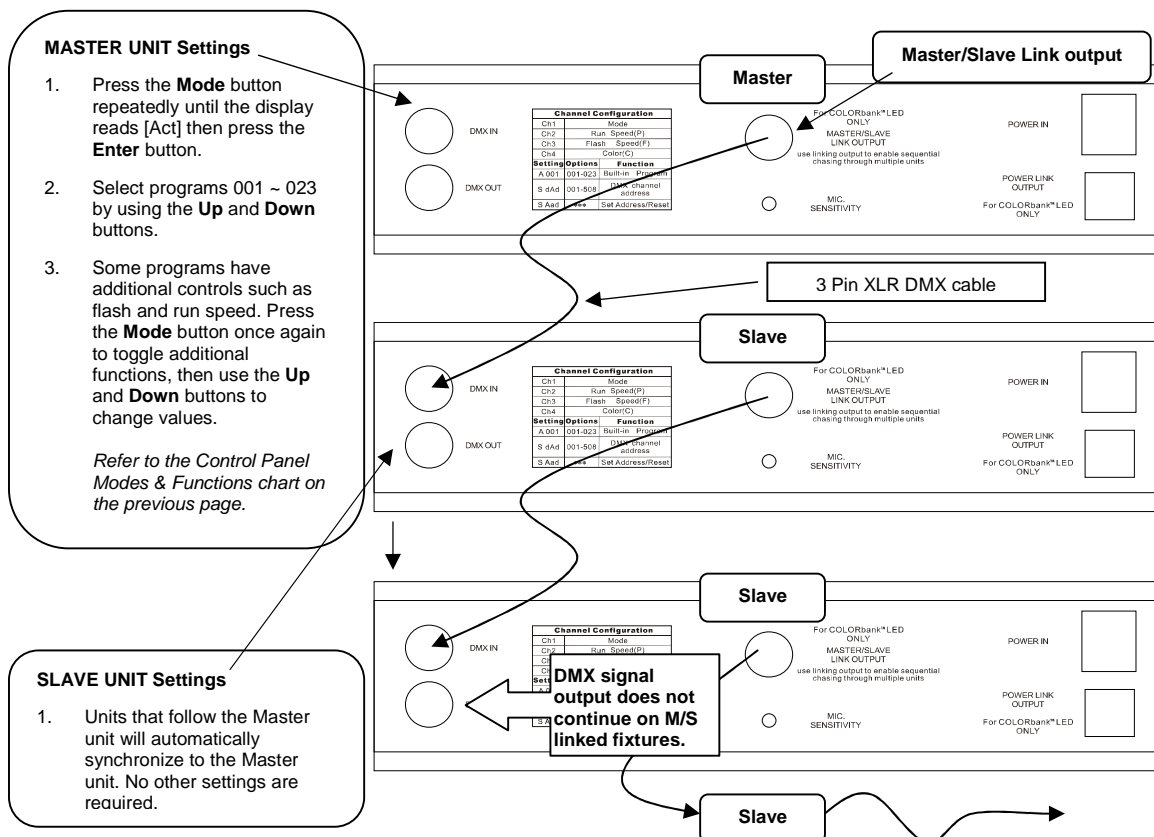 MASTER UNIT Settings
1. Press the Mode button
repeatedly until the display
reads [Act] then press the
Enter button.
2. Select programs 001 ~ 023
by using the Up and Down
buttons.
3. Some programs have
additional controls such as
flash and run speed. Press
the Mode button once again
to toggle additional
functions, then use the Up
and Down buttons to
change values.
Refer to the Control Panel
Modes & Functions chart on
the previous page.
SLAVE UNIT Settings
1. Units that follow the Master
unit will automatically
synchronize to the Master
unit. No other settings are
required.
Master/Slave Link output
Master
DMX IN
DMX OUT
Channel Configuration
Ch1 Mode
Ch2 Run Speed(P)
Ch3 Flash Speed(F)
Ch4 Color(C)
Setting Options Function
A 001 001-023 Built-in Program
S dAd 001-508 DMX channel
address
S Aad *** Set Address/Reset
For COLORbank™ LED
ONLY
MASTER/SLAVE
LINK OUTPUT
use linking output to enable sequential
chasing through multiple units
MIC.
SENSITIVITY
POWER IN
POWER LINK
OUTPUT
For COLORbank™ LED
ONLY
3 Pin XLR DMX cable
Slave
DMX IN
DMX OUT
Channel Configuration
Ch1 Mode
Ch2 Run Speed(P)
Ch3 Flash Speed(F)
Ch4 Color(C)
Setting Options Function
A 001 001-023 Built-in Program
S dAd 001-508 DMX channel
address
S Aad *** Set Address/Reset
For COLORbank™ LED
ONLY
MASTER/SLAVE
LINK OUTPUT
use linking output to enable sequential
chasing through multiple units
MIC.
SENSITIVITY
POWER IN
POWER LINK
OUTPUT
For COLORbank™ LED
ONLY
Slave
DMX IN
Channel Configuration
Ch1 Mode
Ch2 Run Speed(P)
DMX signal
output does not
continue on M/S
linked fixtures.
For COLORbank™ LED
ONLY
MASTER/SLAVE
LINK OUTPUT
use linking output to enable sequential
chasing through multiple units
MIC.
SENSITIVITY
POWER IN
POWER LINK
OUTPUT
For COLORbank™ LED
ONLY
Slave